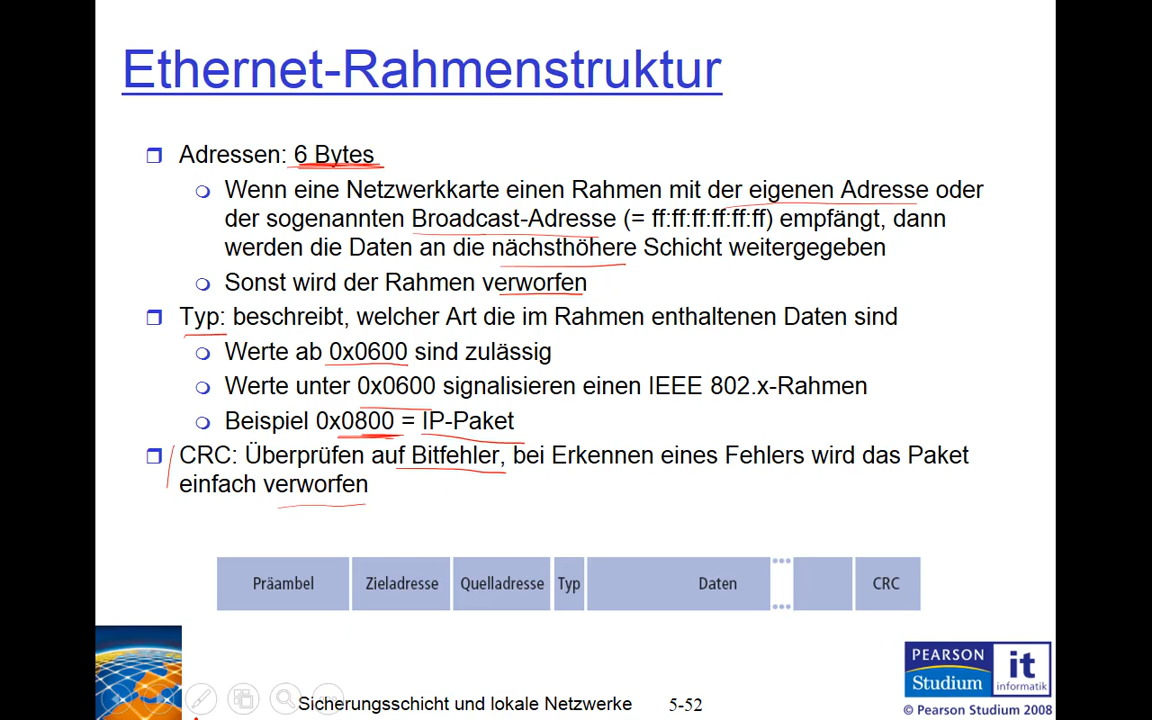 Ethernet-Rahmenstruktur
Adressen: 6 Bytes
Wenn eine Netzwerkkarte einen Rahmen mit der eigenen Adresse oder
der sogenannten Broadcast-Adresse (= ff:ff:ff:ff:ff:ff) empfängt, dann
werden die Daten an die nächsthöhere Schicht weitergegeben
Sonst wird der Rahmen verworfen
Typ: beschreibt, welcher Art die im Rahmen enthaltenen Daten sind
Werte ab 0x0600 sind zulässig
Werte unter 0x0600 signalisieren einen IEEE 802.x-Rahmen
Beispiel 0x0800 = IP-Paket
CRC: Überprüfen auf Bitfehler, bei Erkennen eines Fehlers wird das Paket
einfach verworfen
Präambel Zieladresse Quelladresse Typ Daten CRC
PEARSON
Studium
it
informatik
Sicherungsschicht und lokale Netzwerke 5-52
© Pearson Studium 2008